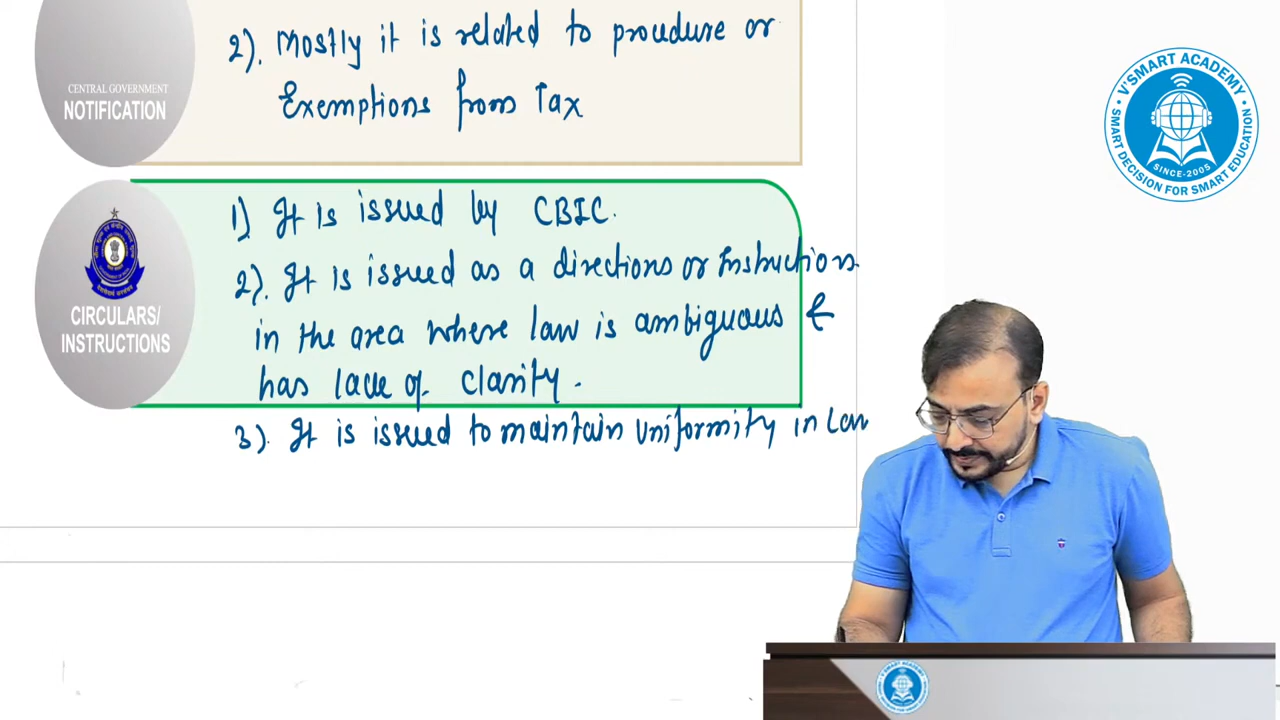 2). Mostly it is related to procedure or
Exemptions from Tax
CENTRAL GOVERNMENT
NOTIFICATION
1) It is issued by CBIC.
2). It is issued as a directions or Instructions
in the area where law is ambiguous &
has lack of clarity.
3). It is issued to maintain Uniformity in Law
CIRCULARS/
INSTRUCTIONS
V'SMART ACADEMY
SMART DECISION FOR SMART EDUCATION
SINCE-2005
V'SMART ACADEMY